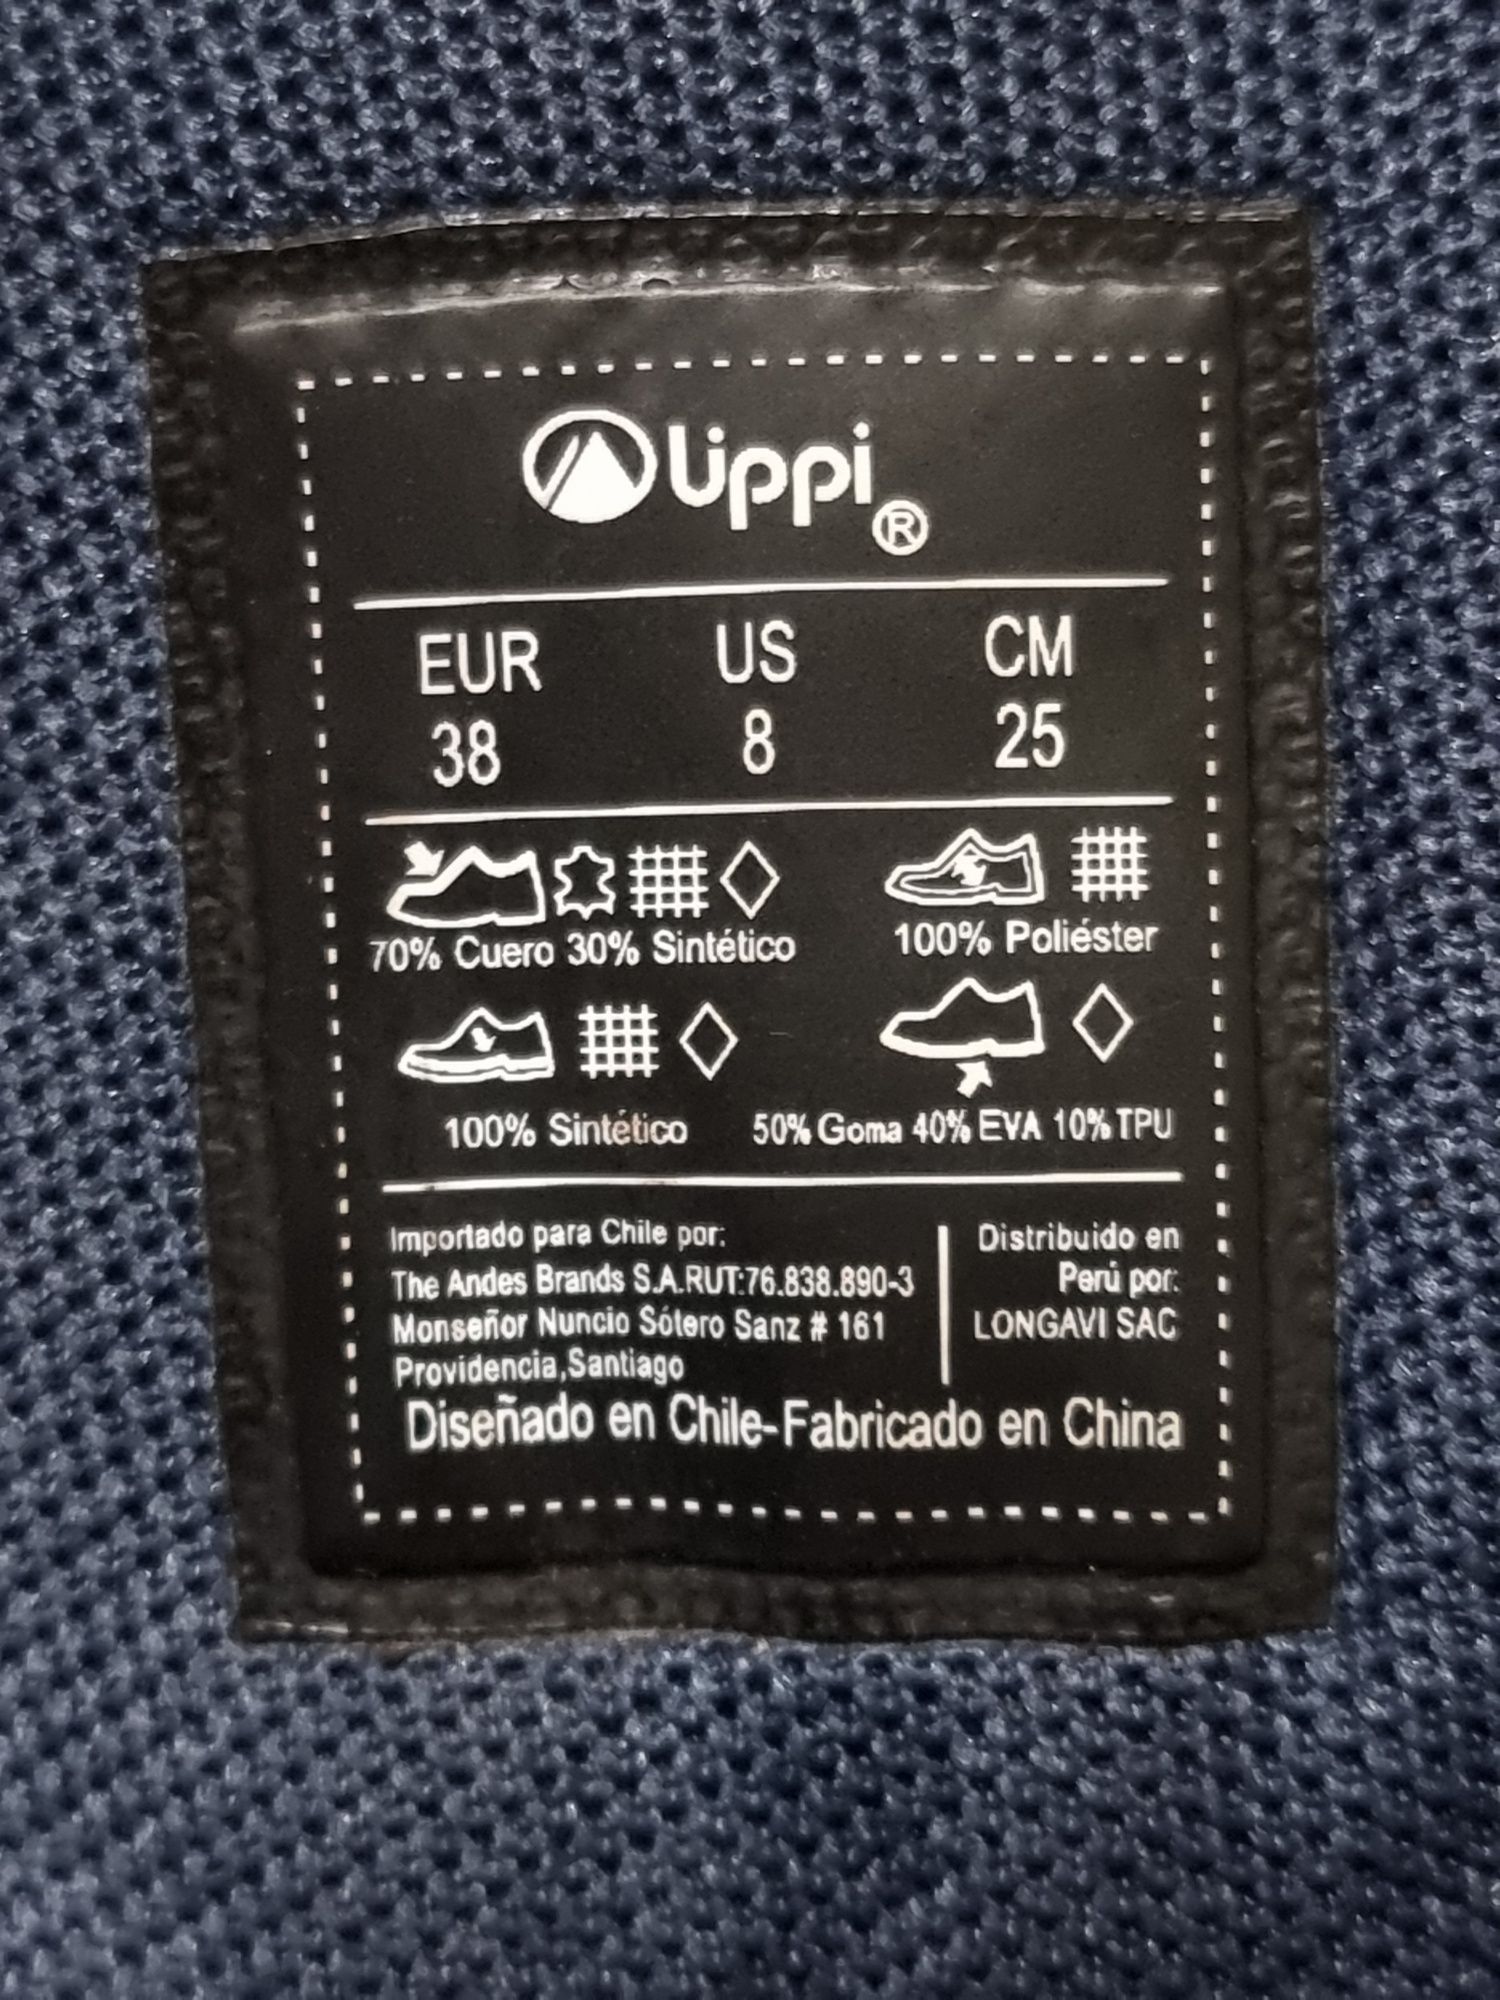 Lippi®
EUR US CM
38 8 25
70% Cuero 30% Sintético
100% Poliéster
100% Sintético
50% Goma 40% EVA 10% TPU
Importado para Chile por:
The Andes Brands S.A.RUT:76.838.890-3
Monseñor Nuncio Sótero Sanz # 161
Providencia,Santiago
Distribuido en
Perú por:
LONGAVI SAC
Diseñado en Chile-Fabricado en China